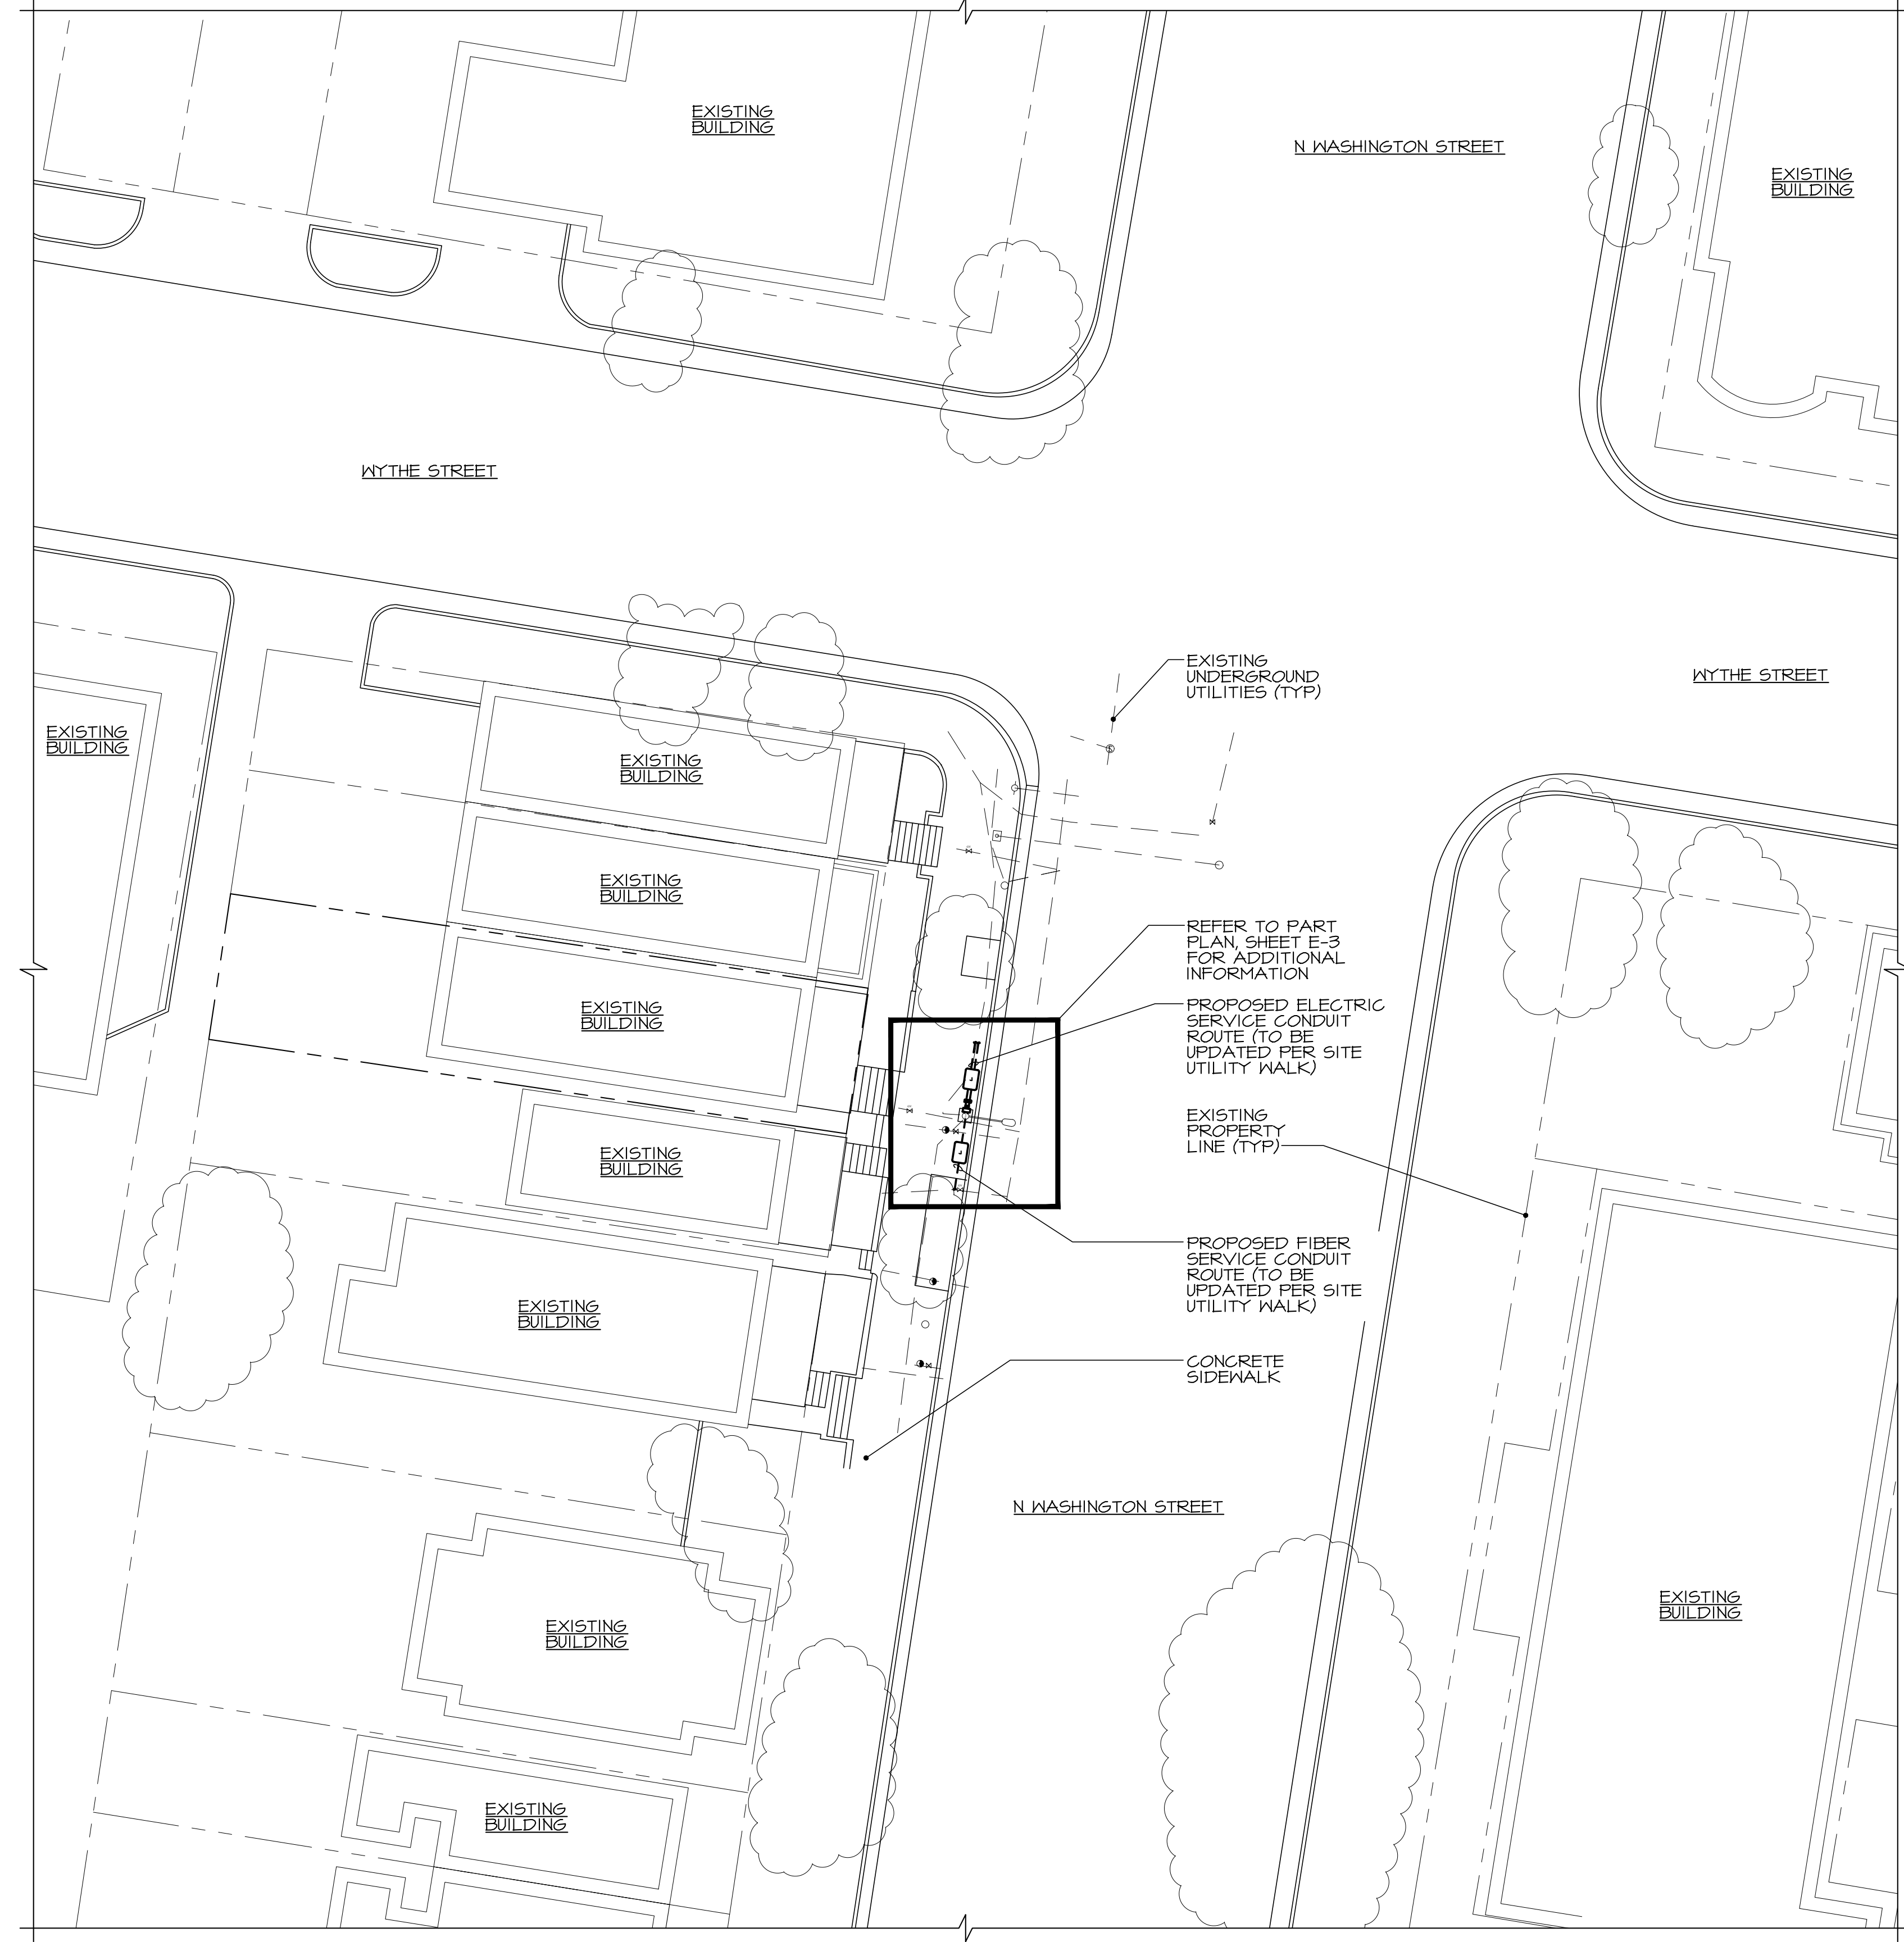 EXISTING
BUILDING
N WASHINGTON STREET
EXISTING
BUILDING
WYTHE STREET
EXISTING
UNDERGROUND
UTILITIES (TYP)
WYTHE STREET
EXISTING
BUILDING
EXISTING
BUILDING
EXISTING
BUILDING
REFER TO PART
PLAN, SHEET E-3
FOR ADDITIONAL
INFORMATION
EXISTING
BUILDING
PROPOSED ELECTRIC
SERVICE CONDUIT
ROUTE (TO BE
UPDATED PER SITE
UTILITY WALK)
EXISTING
PROPERTY
LINE (TYP)
EXISTING
BUILDING
PROPOSED FIBER
SERVICE CONDUIT
ROUTE (TO BE
UPDATED PER SITE
UTILITY WALK)
EXISTING
BUILDING
CONCRETE
SIDEWALK
N WASHINGTON STREET
EXISTING
BUILDING
EXISTING
BUILDING
EXISTING
BUILDING